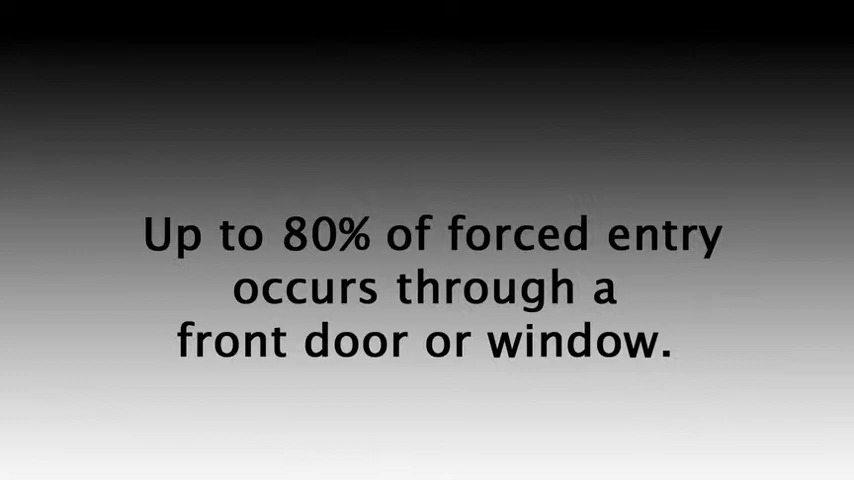 Up to 80% of forced entry
occurs through a
front door or window.